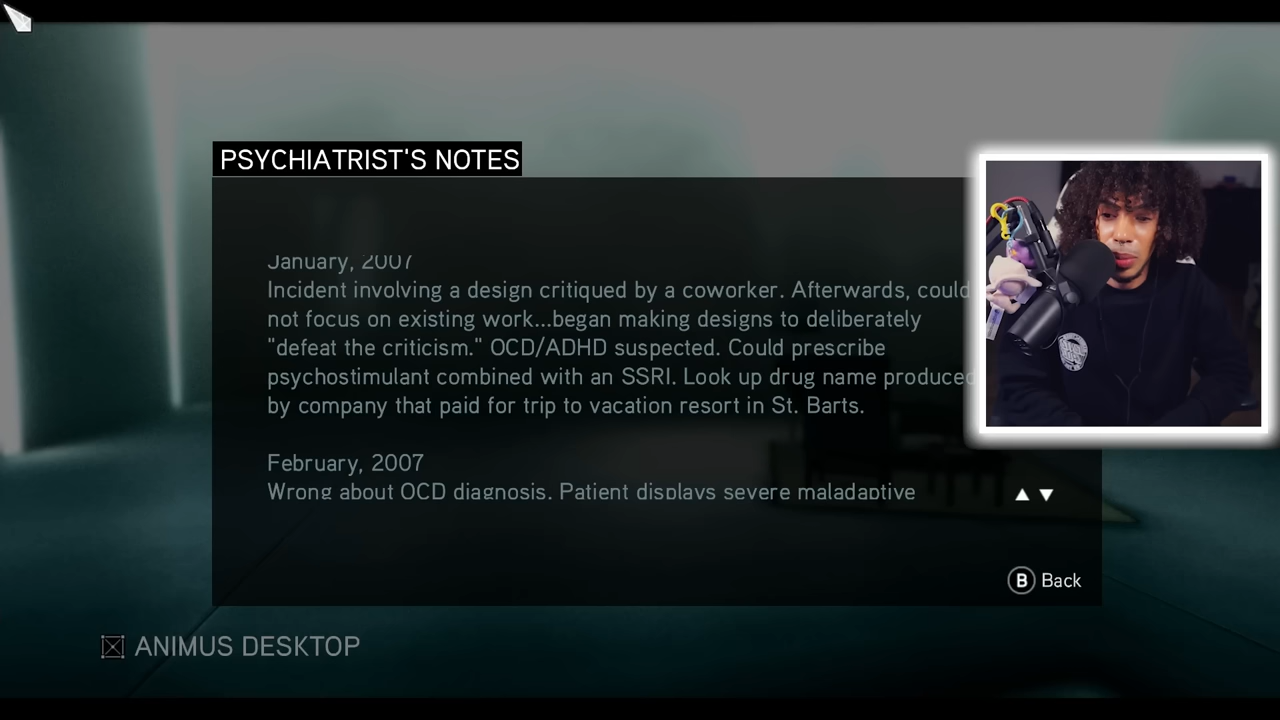 PSYCHIATRIST'S NOTES
January, 2007
Incident involving a design critiqued by a coworker. Afterwards, could
not focus on existing work...began making designs to deliberately
"defeat the criticism." OCD/ADHD suspected. Could prescribe
psychostimulant combined with an SSRI. Look up drug name produced
by company that paid for trip to vacation resort in St. Barts.
February, 2007
Wrong about OCD diagnosis. Patient displays severe maladaptive
B Back
ANIMUS DESKTOP